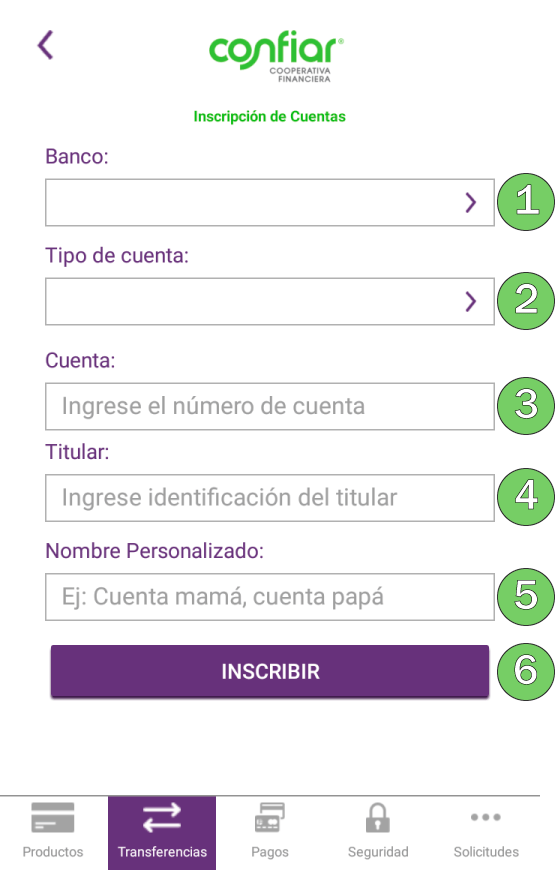 confiar®
COOPERATIVA
FINANCIERA
Inscripción de Cuentas
Banco:
1
Tipo de cuenta:
2
Cuenta:
Ingrese el número de cuenta
3
Titular:
Ingrese identificación del titular
4
Nombre Personalizado:
Ej: Cuenta mamá, cuenta papá
5
INSCRIBIR
6
Productos Transferencias Pagos Seguridad Solicitudes